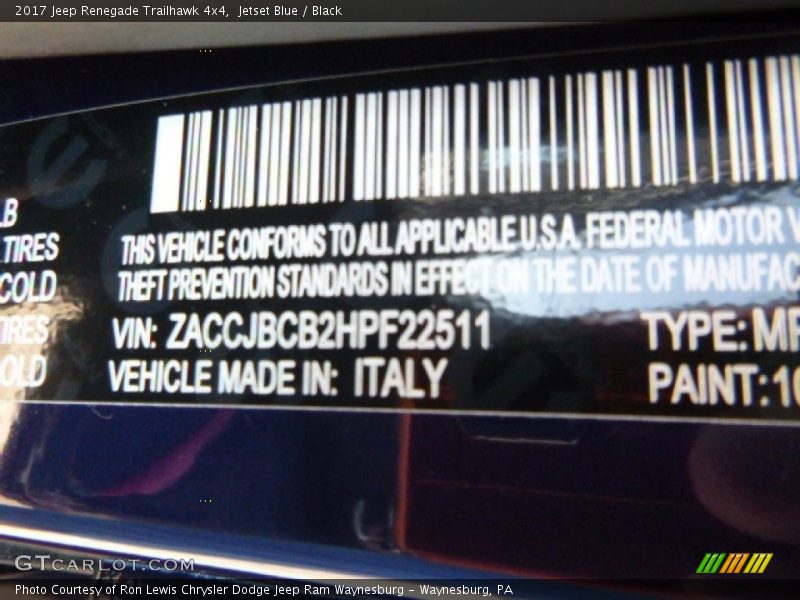 2017 Jeep Renegade Trailhawk 4x4,  Jetset Blue / Black
LB
TIRES
COLD
TIRES
OLD
THIS VEHICLE CONFORMS TO ALL APPLICABLE U.S.A. FEDERAL MOTOR V
THEFT PREVENTION STANDARDS IN EFFECT ON THE DATE OF MANUFAC
VIN: ZACCJBCB2HPF22511
TYPE: MP
VEHICLE MADE IN: ITALY
PAINT: 10
GTCARLOT.COM
Photo Courtesy of Ron Lewis Chrysler Dodge Jeep Ram Waynesburg - Waynesburg, PA